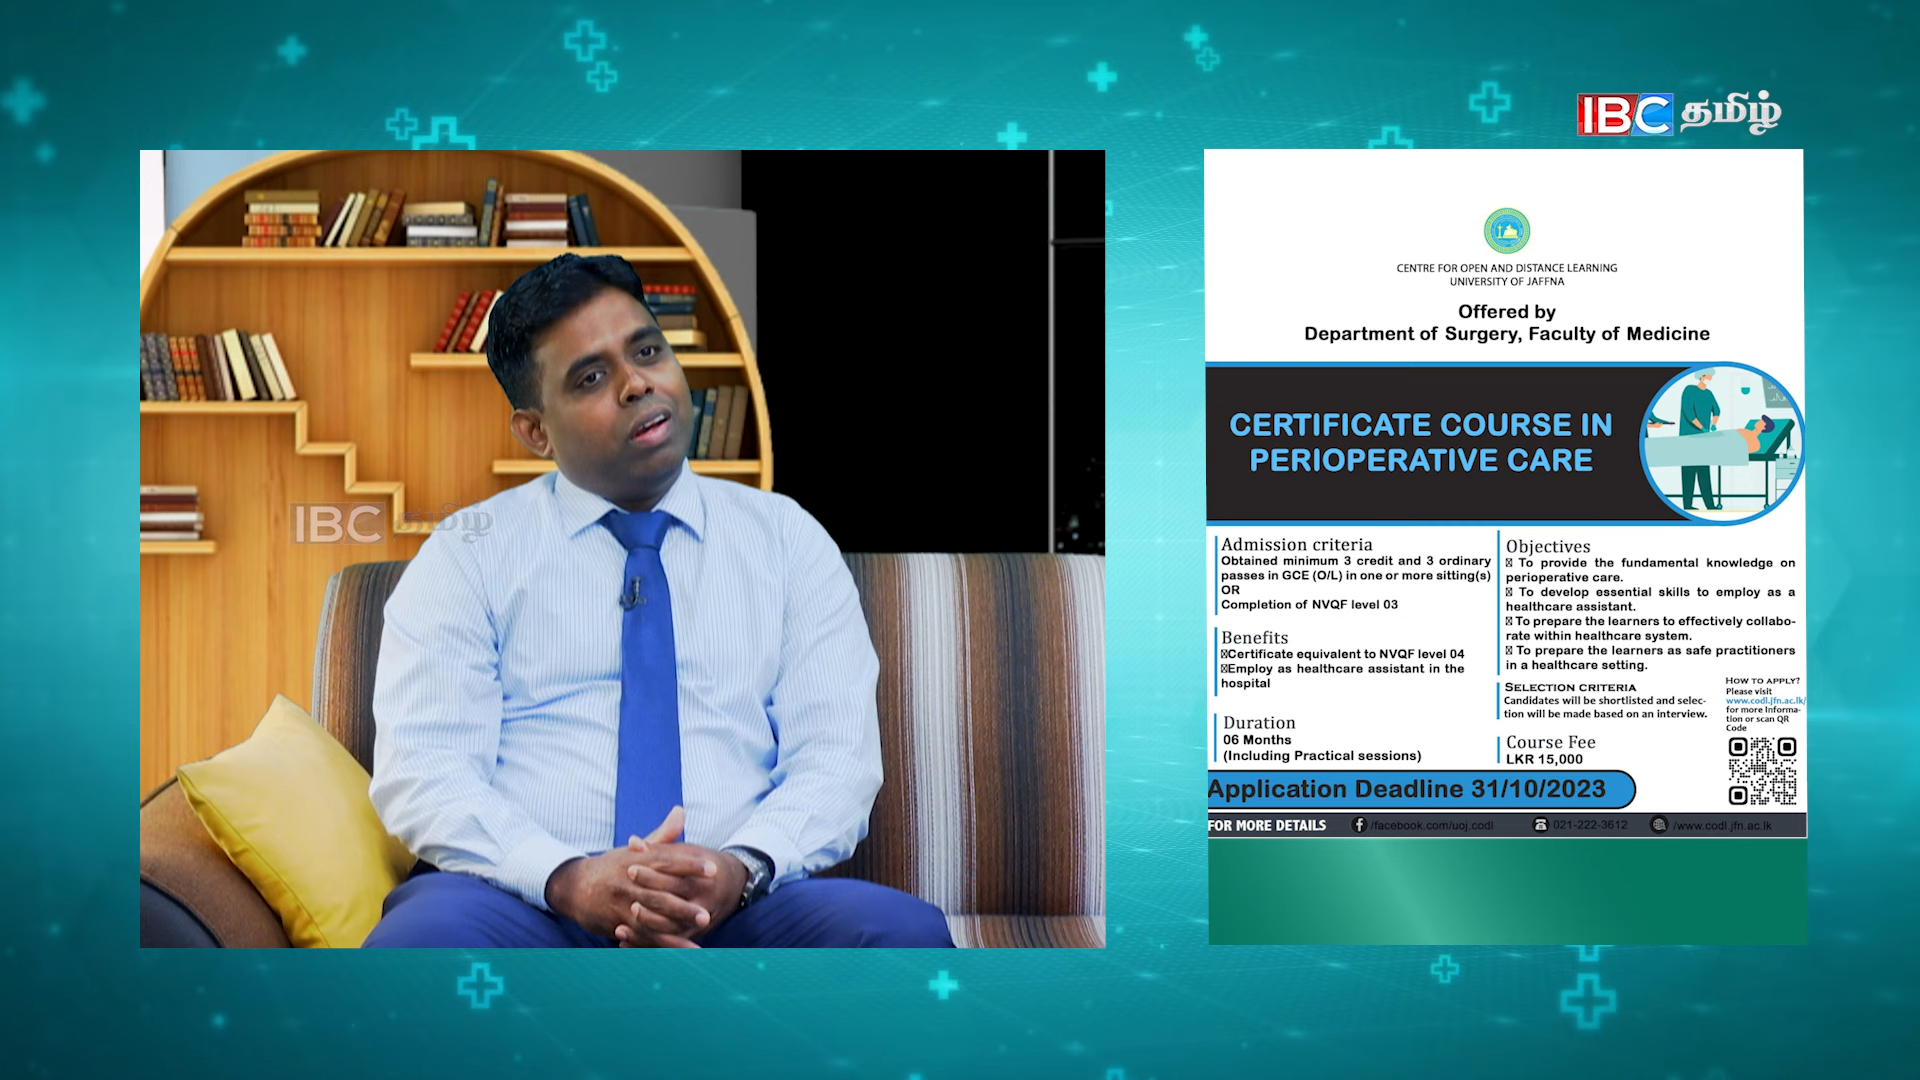 IBC தமிழ்
IBC தமிழ்
CENTRE FOR OPEN AND DISTANCE LEARNING
UNIVERSITY OF JAFFNA
Offered by
Department of Surgery, Faculty of Medicine
CERTIFICATE COURSE IN
PERIOPERATIVE CARE
Admission criteria
Obtained minimum 3 credit and 3 ordinary
passes in GCE (O/L) in one or more sitting(s)
OR
Completion of NVQF level 03
Benefits
Certificate equivalent to NVQF level 04
Employ as healthcare assistant in the
hospital
Duration
06 Months
(Including Practical sessions)
Objectives
To provide the fundamental knowledge on
perioperative care.
To develop essential skills to employ as a
healthcare assistant.
To prepare the learners to effectively collabo-
rate within healthcare system.
To prepare the learners as safe practitioners
in a healthcare setting.
SELECTION CRITERIA
Candidates will be shortlisted and selec-
tion will be made based on an interview.
Course Fee
LKR 15,000
HOW TO APPLY?
Please visit
www.codl.jfn.ac.lk/
for more Informa-
tion or scan QR
Code
Application Deadline 31/10/2023
FOR MORE DETAILS /facebook.com/uoj.codl 021-222-3612 /www.codl.jfn.ac.lk